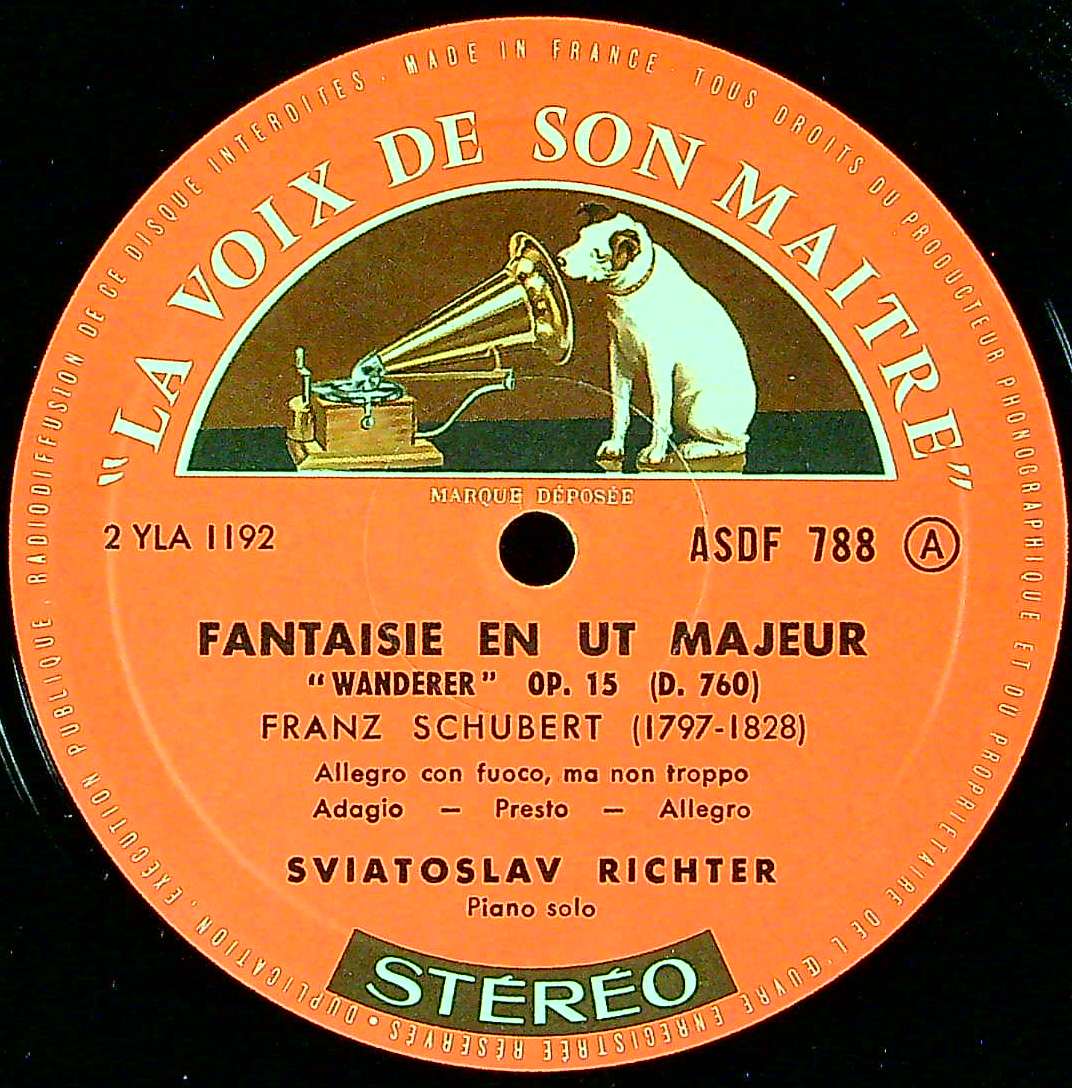 MADE IN FRANCE · TOUS DROITS DU PRODUCTEUR PHONOGRAPHIQUE ET DU PROPRIETAIRE DE L'ŒUVRE ENREGISTRÉE RÉSERVÉS • DUPLICATION. EXÉCUTION PUBLIQUE. RADIODIFFUSION DE CE DISQUE INTERDITES ·
"LA VOIX DE SON MAITRE"
MARQUE DÉPOSÉE
2 YLA 1192 ASDF 788 A
FANTAISIE EN UT MAJEUR
"WANDERER" OP. 15 (D. 760)
FRANZ SCHUBERT (1797-1828)
Allegro con fuoco, ma non troppo
Adagio — Presto — Allegro
SVIATOSLAV RICHTER
Piano solo
STÉRÉO